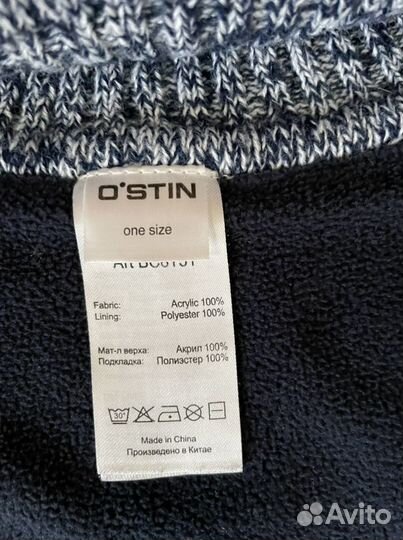 O'STIN
one size
Fabric: Acrylic 100%
Lining: Polyester 100%
Мат-л верха: Акрил 100%
Подкладка: Полиэстер 100%
30°
Made in China
Произведено в Китае
Avito